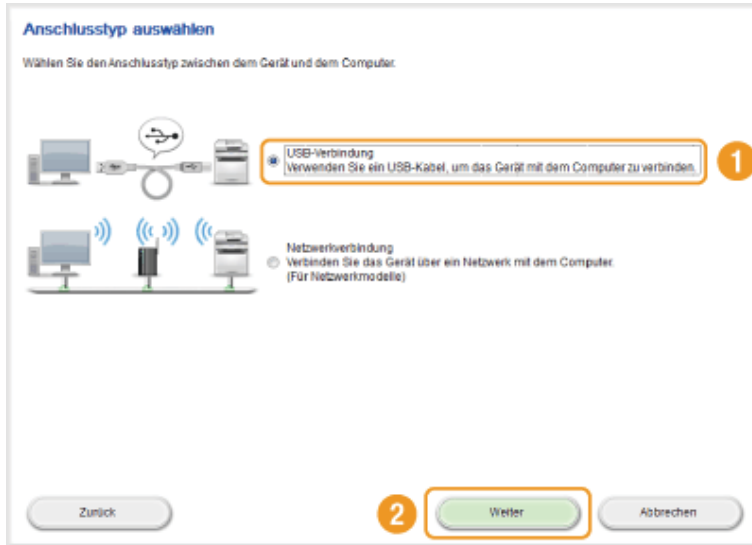 Anschlusstyp auswählen
Wählen Sie den Anschlusstyp zwischen dem Gerät und dem Computer.
USB-Verbindung
Verwenden Sie ein USB-Kabel, um das Gerät mit dem Computer zu verbinden.
1
Netzwerkverbindung
Verbinden Sie das Gerät über ein Netzwerk mit dem Computer.
(Für Netzwerkmodelle)
Zurück
2
Weiter
Abbrechen